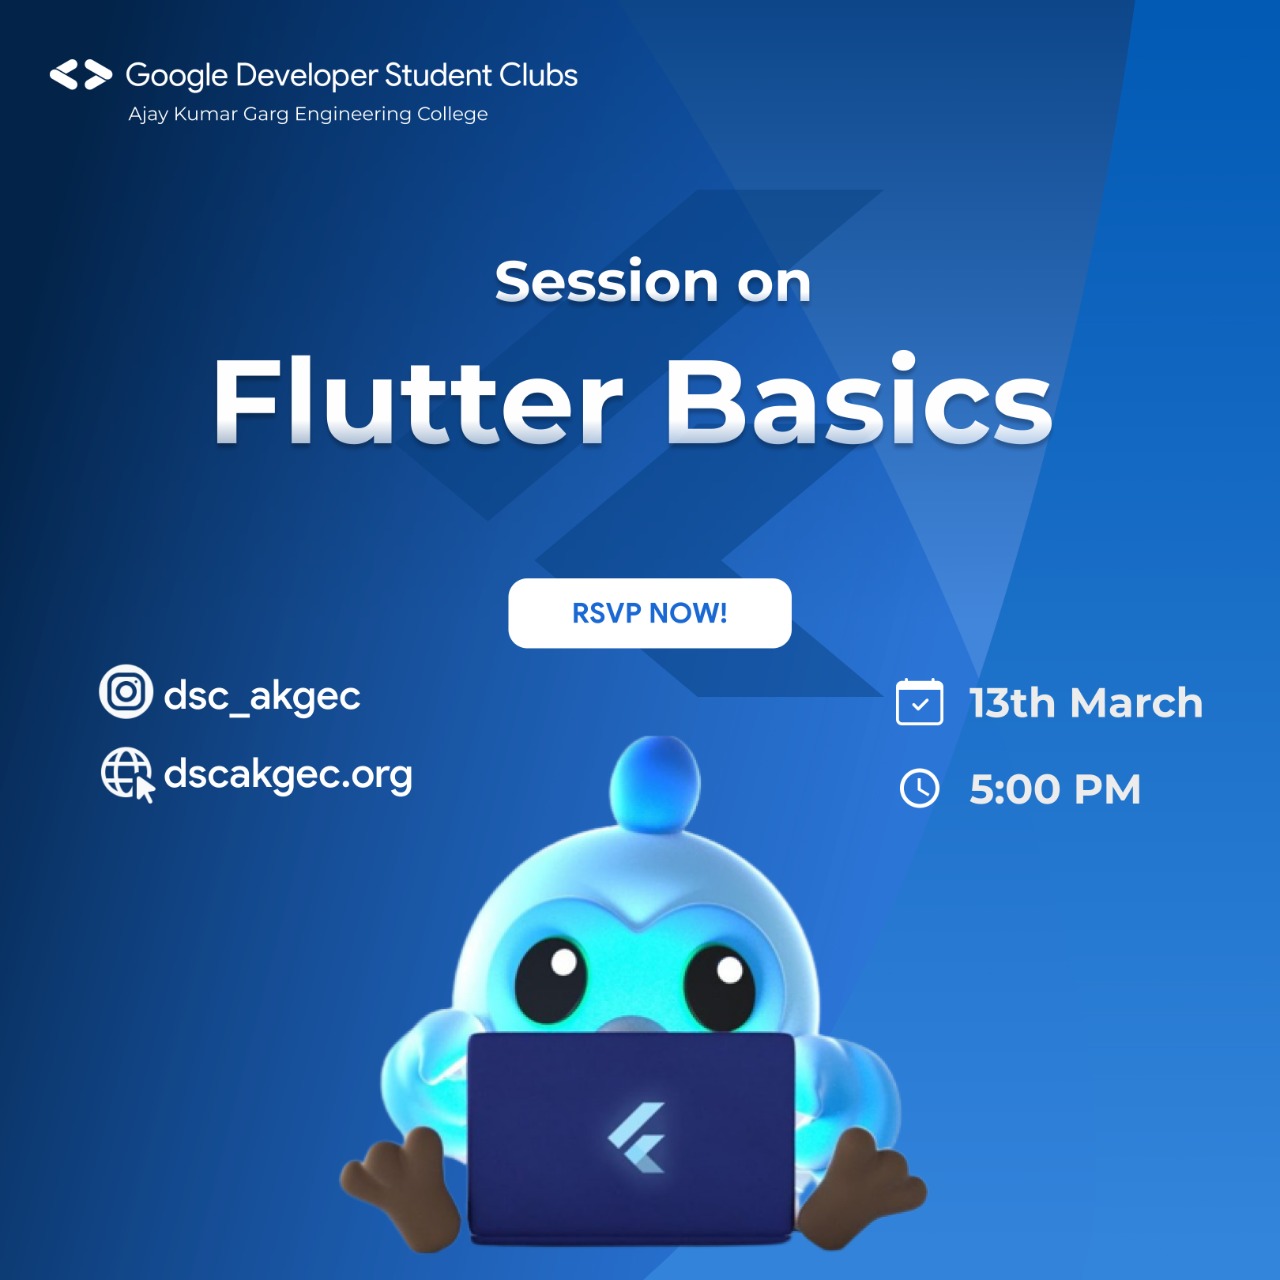 Google Developer Student Clubs
Ajay Kumar Garg Engineering College
Session on
Flutter Basics
RSVP NOW!
dsc_akgec
dscakgec.org
13th March
5:00 PM